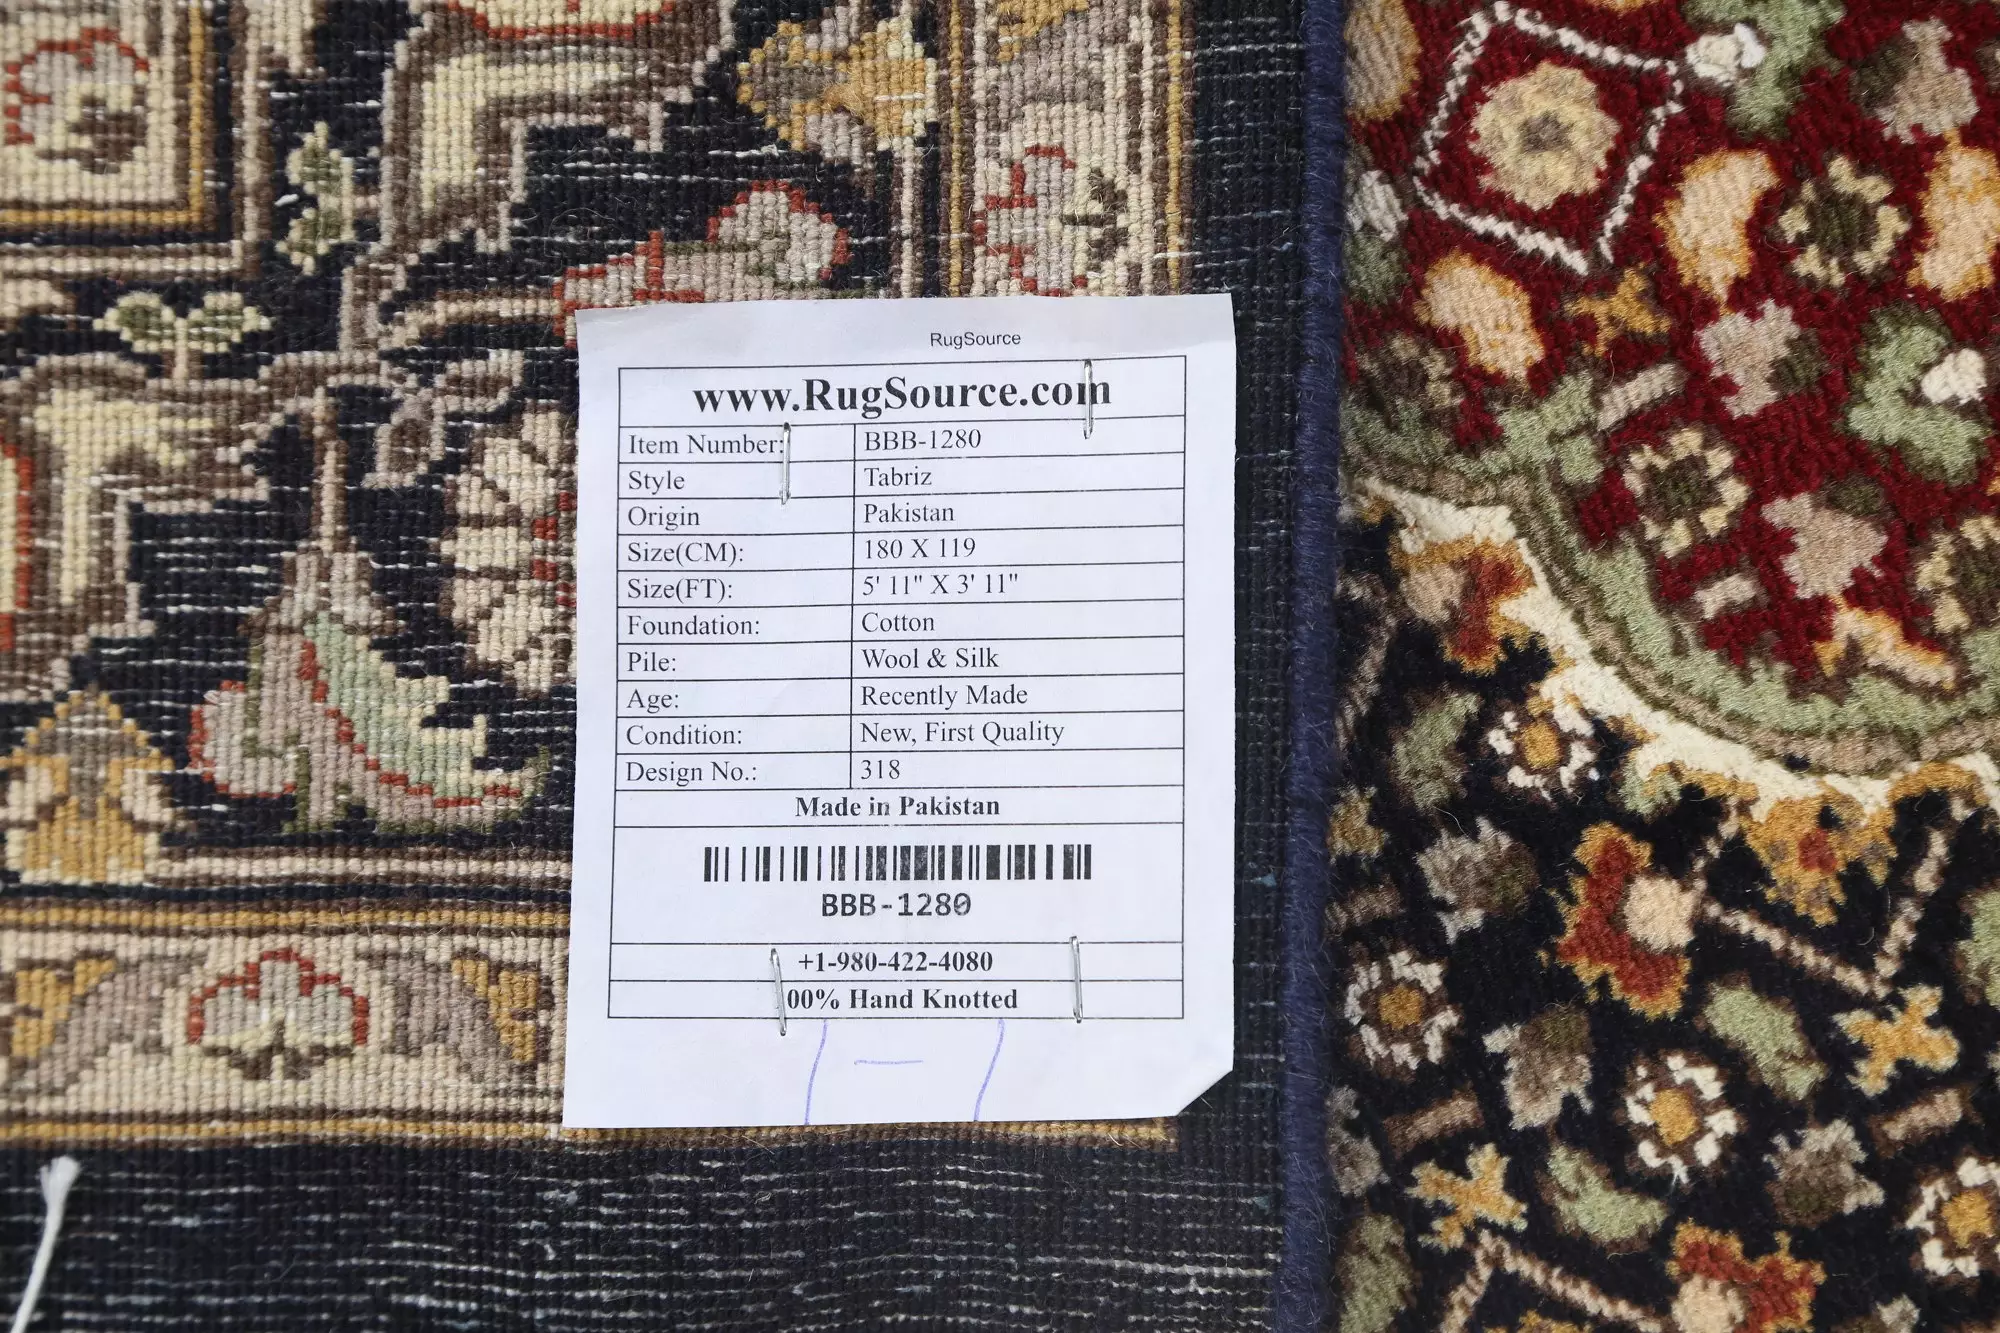 RugSource
www.RugSource.com
Item Number: BBB-1280
Style Tabriz
Origin Pakistan
Size(CM): 180 X 119
Size(FT): 5' 11" X 3' 11"
Foundation: Cotton
Pile: Wool & Silk
Age: Recently Made
Condition: New, First Quality
Design No.: 318
Made in Pakistan
BBB-1280
+1-980-422-4080
00% Hand Knotted
1-1